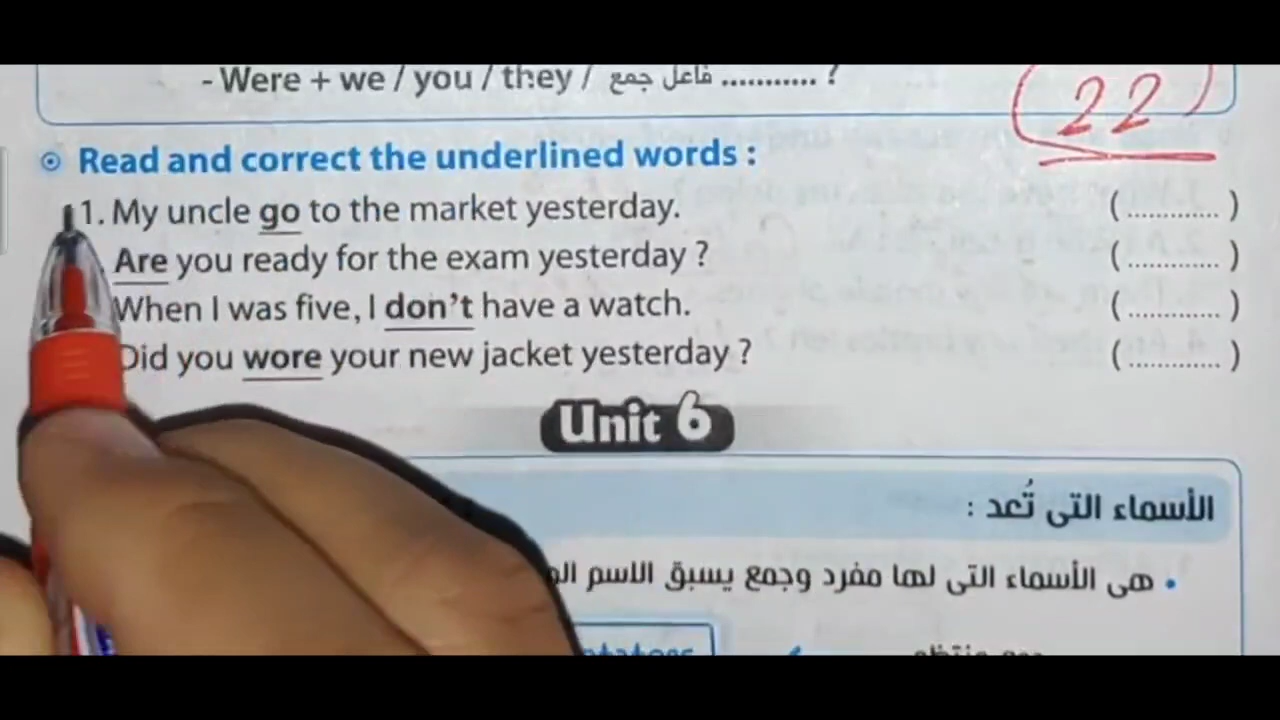 - Were + we / you / they / فاعل جمع ............ ?
(22)
Read and correct the underlined words :
1. My uncle go to the market yesterday. (............)
Are you ready for the exam yesterday ? (............)
When I was five, I don't have a watch. (............)
Did you wore your new jacket yesterday ? (............)
Unit 6
الأسماء التى تُعد :
• هى الأسماء التى لها مفرد وجمع يسبق الاسم